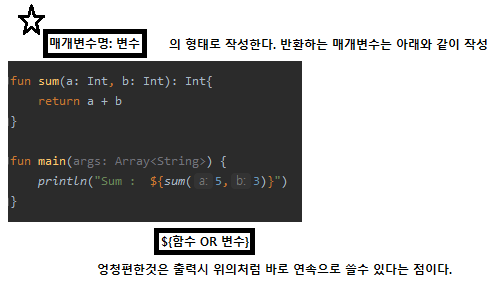 매개변수명: 변수 의 형태로 작성한다. 반환하는 매개변수는 아래와 같이 작성
fun sum(a: Int, b: Int): Int{
return a + b
}
fun main(args: Array<String>) {
println("Sum : ${sum( a: 5, b: 3)}")
}
${함수 OR 변수}
엉청편한것은 출력시 위의처럼 바로 연속으로 쓸수 있다는 점이다.